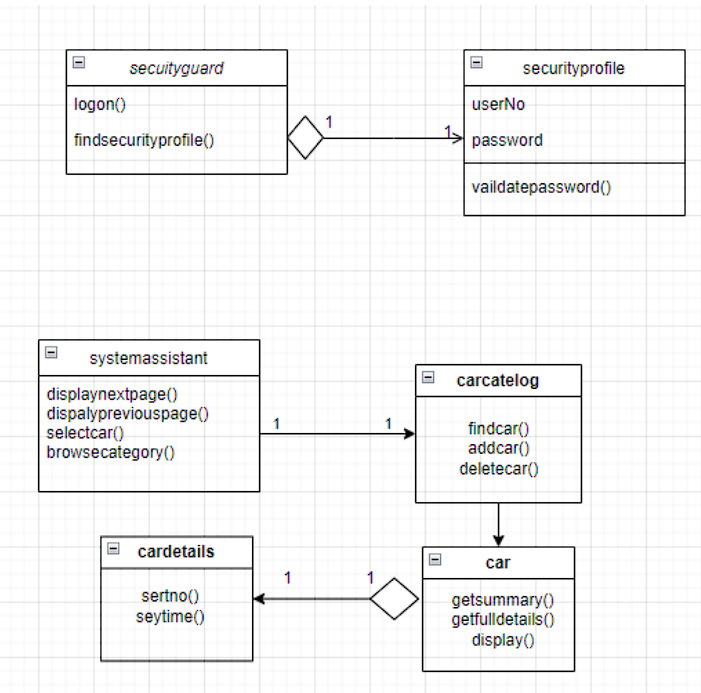 secuityguard
logon()
findsecurityprofile()
1
1
securityprofile
userNo
password
vaildatepassword()
systemassistant
displaynextpage()
dispalypreviouspage()
selectcar()
browsecategory()
1
1
carcatelog
findcar()
addcar()
deletecar()
cardetails
sertno()
seytime()
1
1
car
getsummary()
getfulldetails()
display()